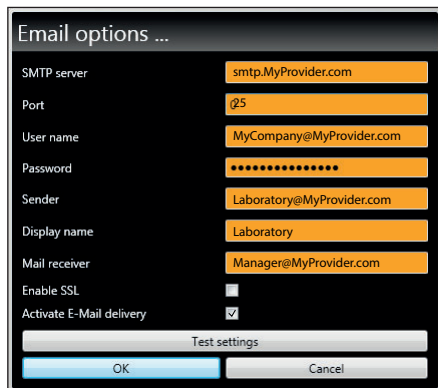 Email options ...
SMTP server smtp.MyProvider.com
Port 25
User name MyCompany@MyProvider.com
Password •••••••••••••••
Sender Laboratory@MyProvider.com
Display name Laboratory
Mail receiver Manager@MyProvider.com
Enable SSL
Activate E-Mail delivery
Test settings
OK Cancel